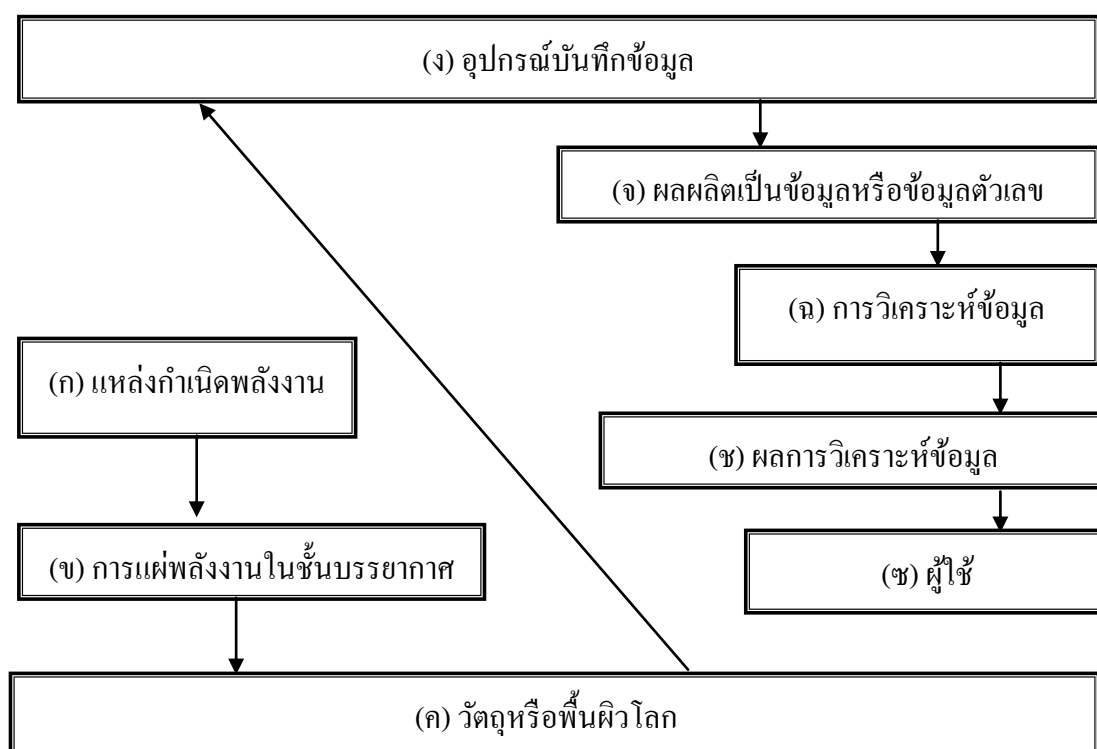 (ง) อุปกรณ์บันทึกข้อมูล
(จ) ผลผลิตเป็นข้อมูลหรือข้อมูลตัวเลข
(ฉ) การวิเคราะห์ข้อมูล
(ก) แหล่งกำเนิดพลังงาน
(ช) ผลการวิเคราะห์ข้อมูล
(ข) การแผ่พลังงานในชั้นบรรยากาศ
(ซ) ผู้ใช้
(ค) วัตถุหรือพื้นผิวโลก